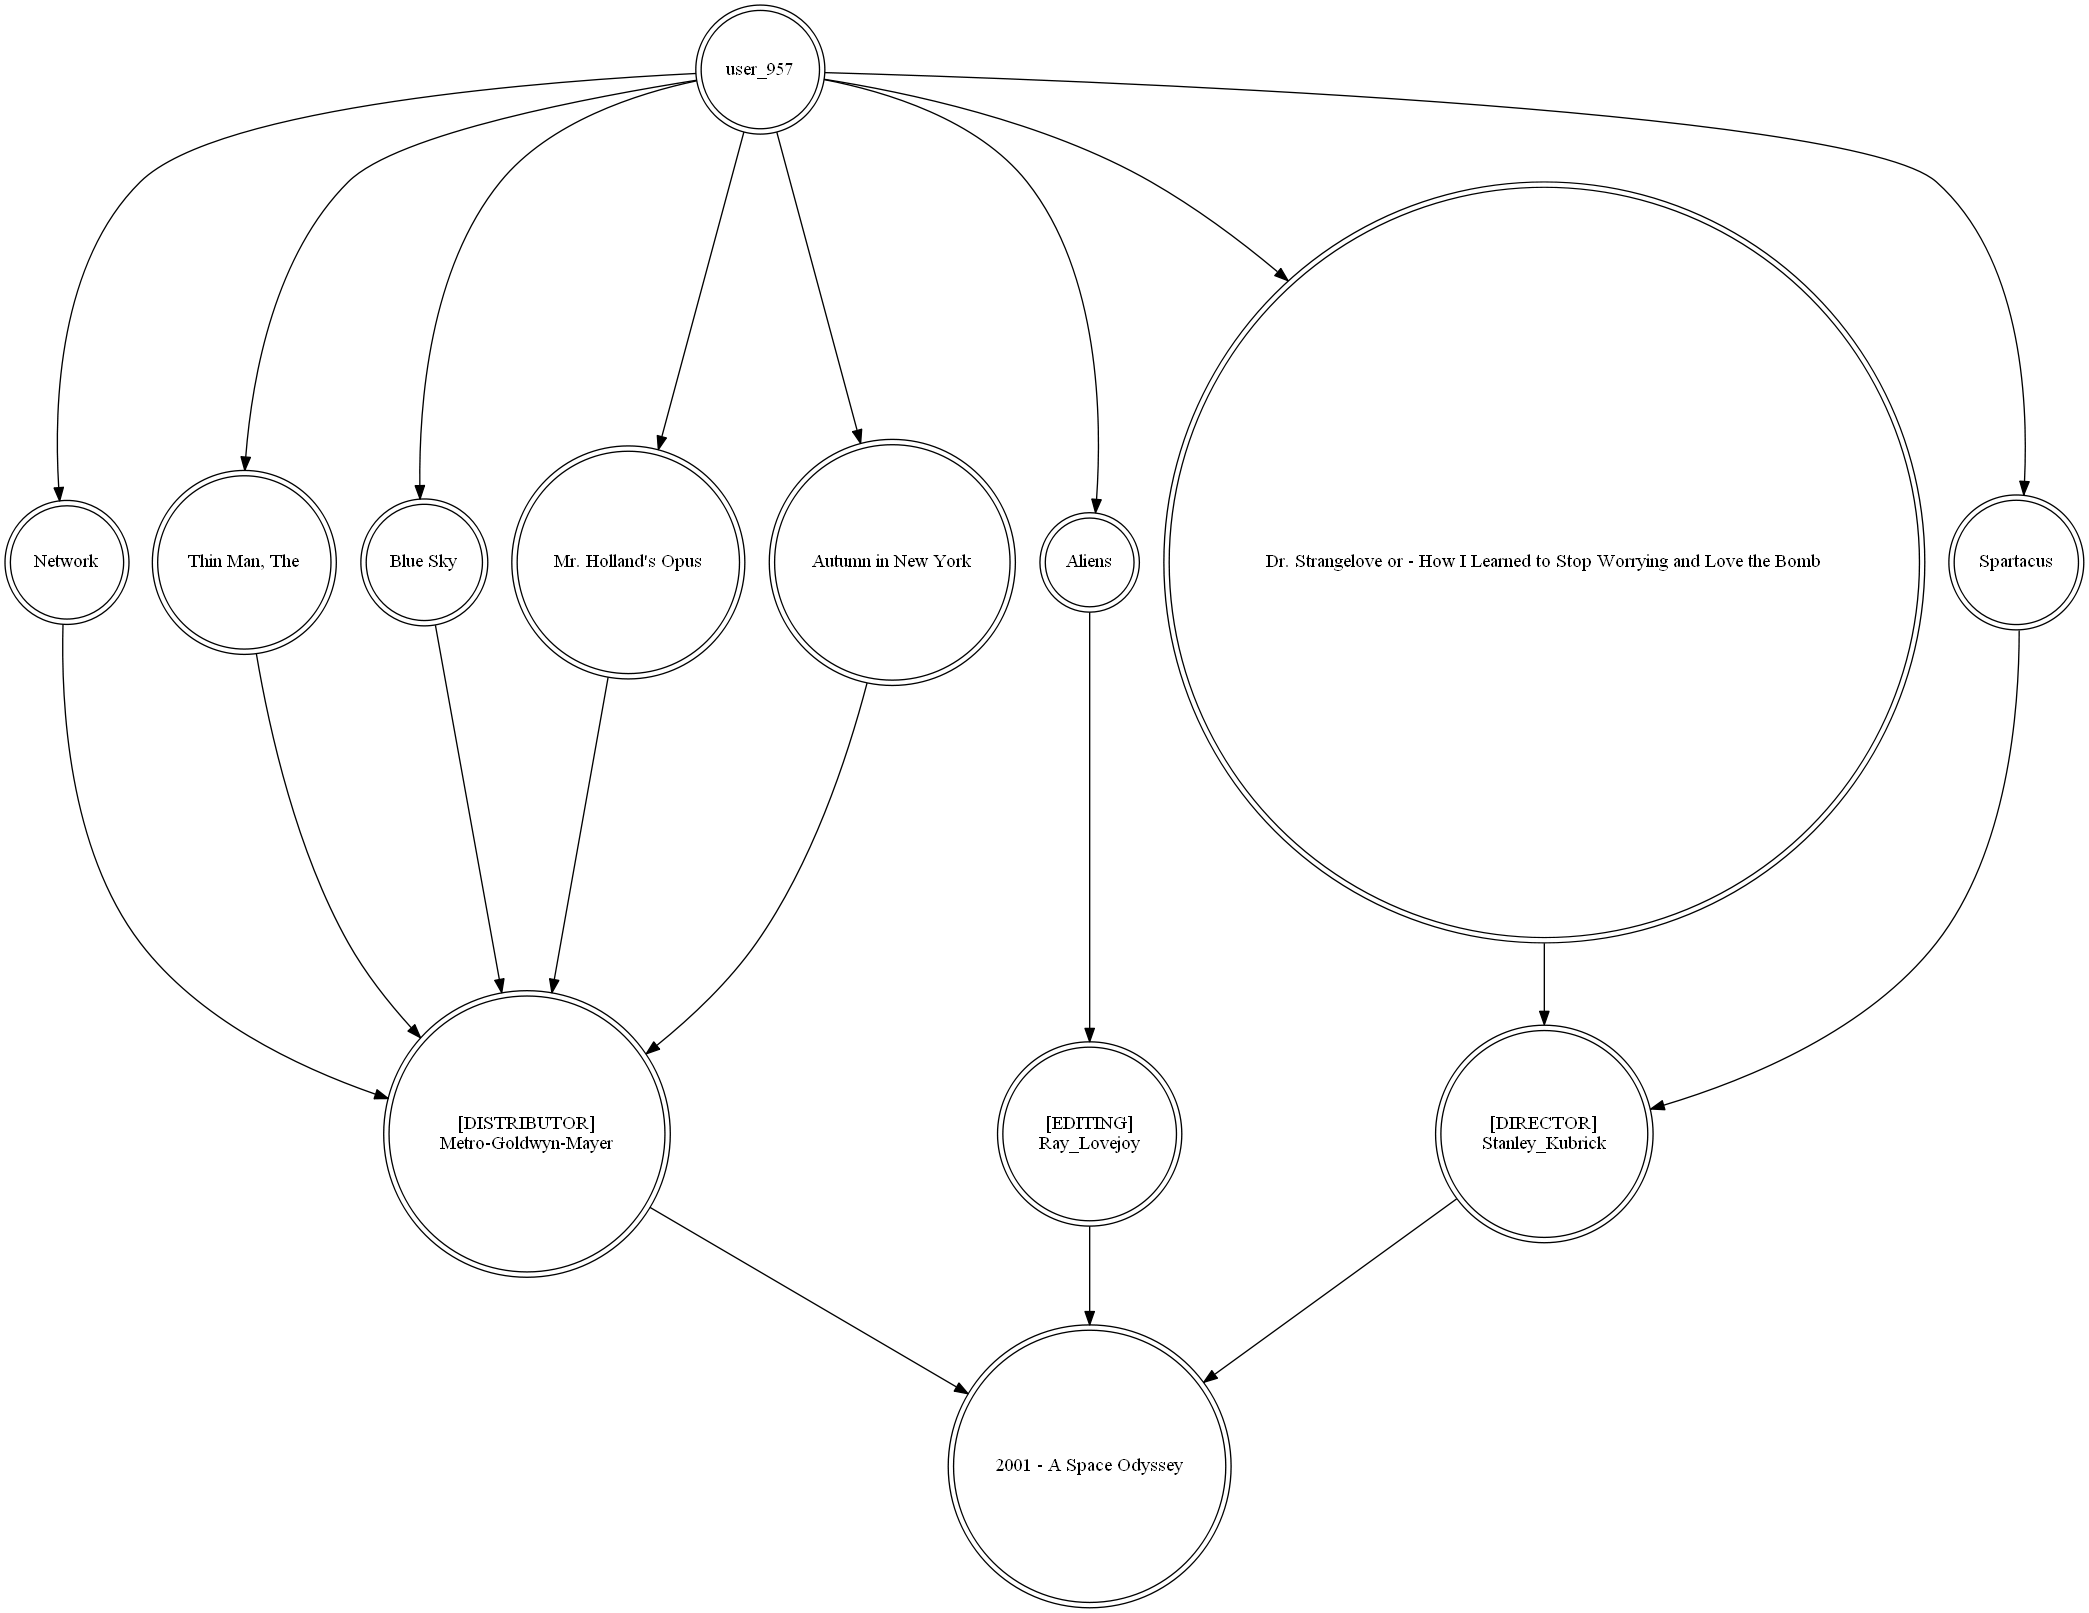 user_957
Network
Thin Man, The
Blue Sky
Mr. Holland's Opus
Autumn in New York
Aliens
Dr. Strangelove or - How I Learned to Stop Worrying and Love the Bomb
Spartacus
[DISTRIBUTOR]
Metro-Goldwyn-Mayer
[EDITING]
Ray_Lovejoy
[DIRECTOR]
Stanley_Kubrick
2001 - A Space Odyssey